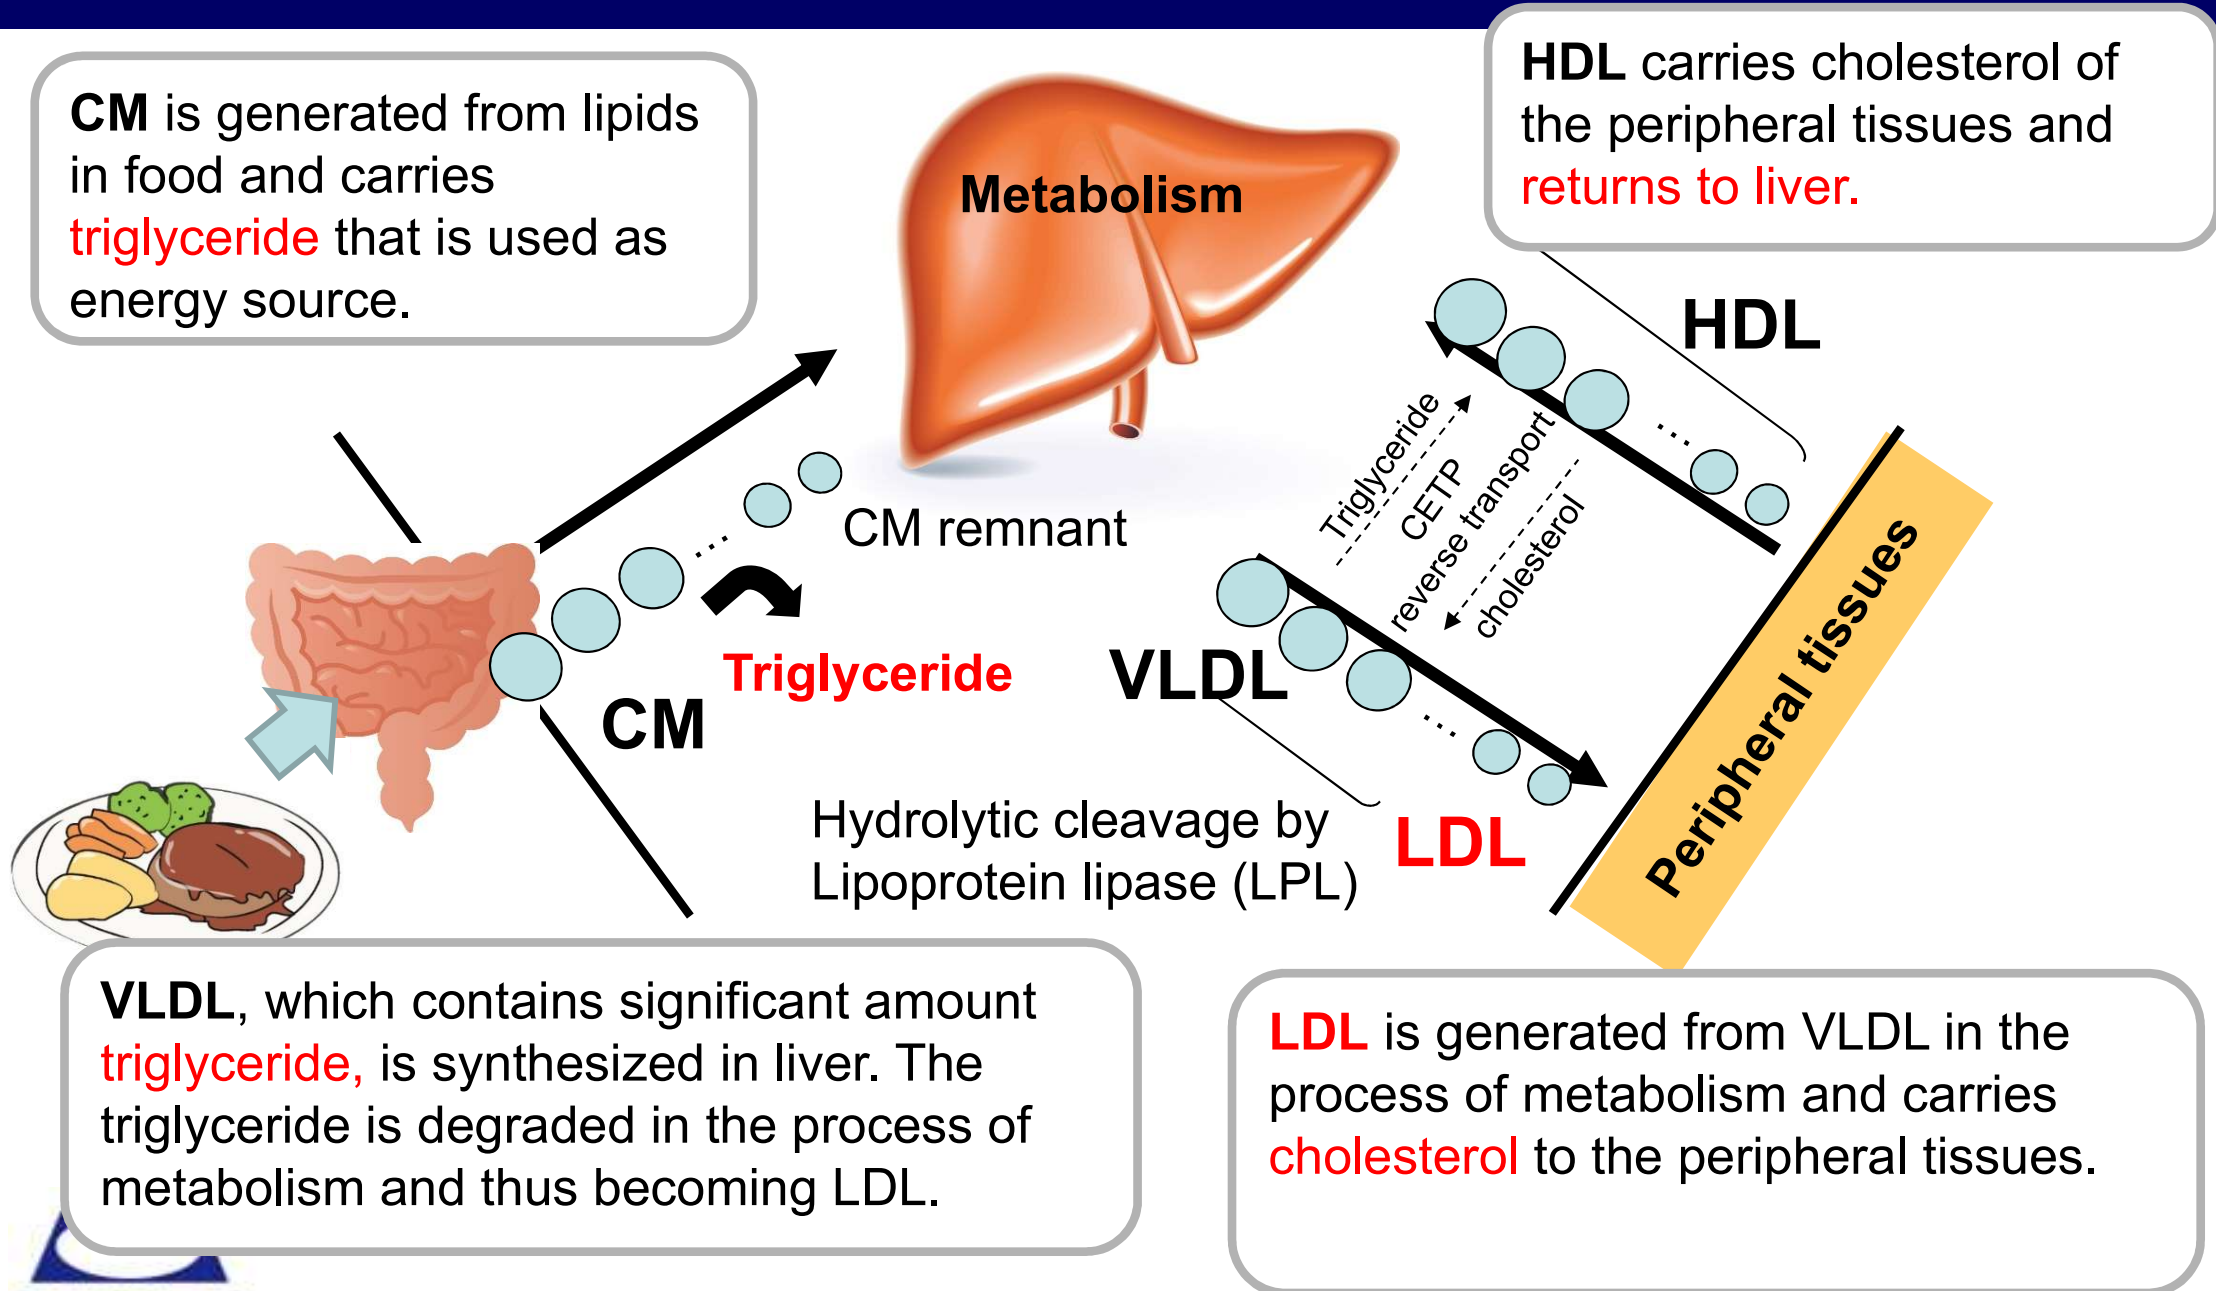 CM is generated from lipids
in food and carries
triglyceride that is used as
energy source.
Metabolism
HDL carries cholesterol of
the peripheral tissues and
returns to liver.
HDL
CM remnant
Triglyceride
CM
Triglyceride
CETP
reverse transport
cholesterol
VLDL
LDL
Peripheral tissues
Hydrolytic cleavage by
Lipoprotein lipase (LPL)
VLDL, which contains significant amount
triglyceride, is synthesized in liver. The
triglyceride is degraded in the process of
metabolism and thus becoming LDL.
LDL is generated from VLDL in the
process of metabolism and carries
cholesterol to the peripheral tissues.